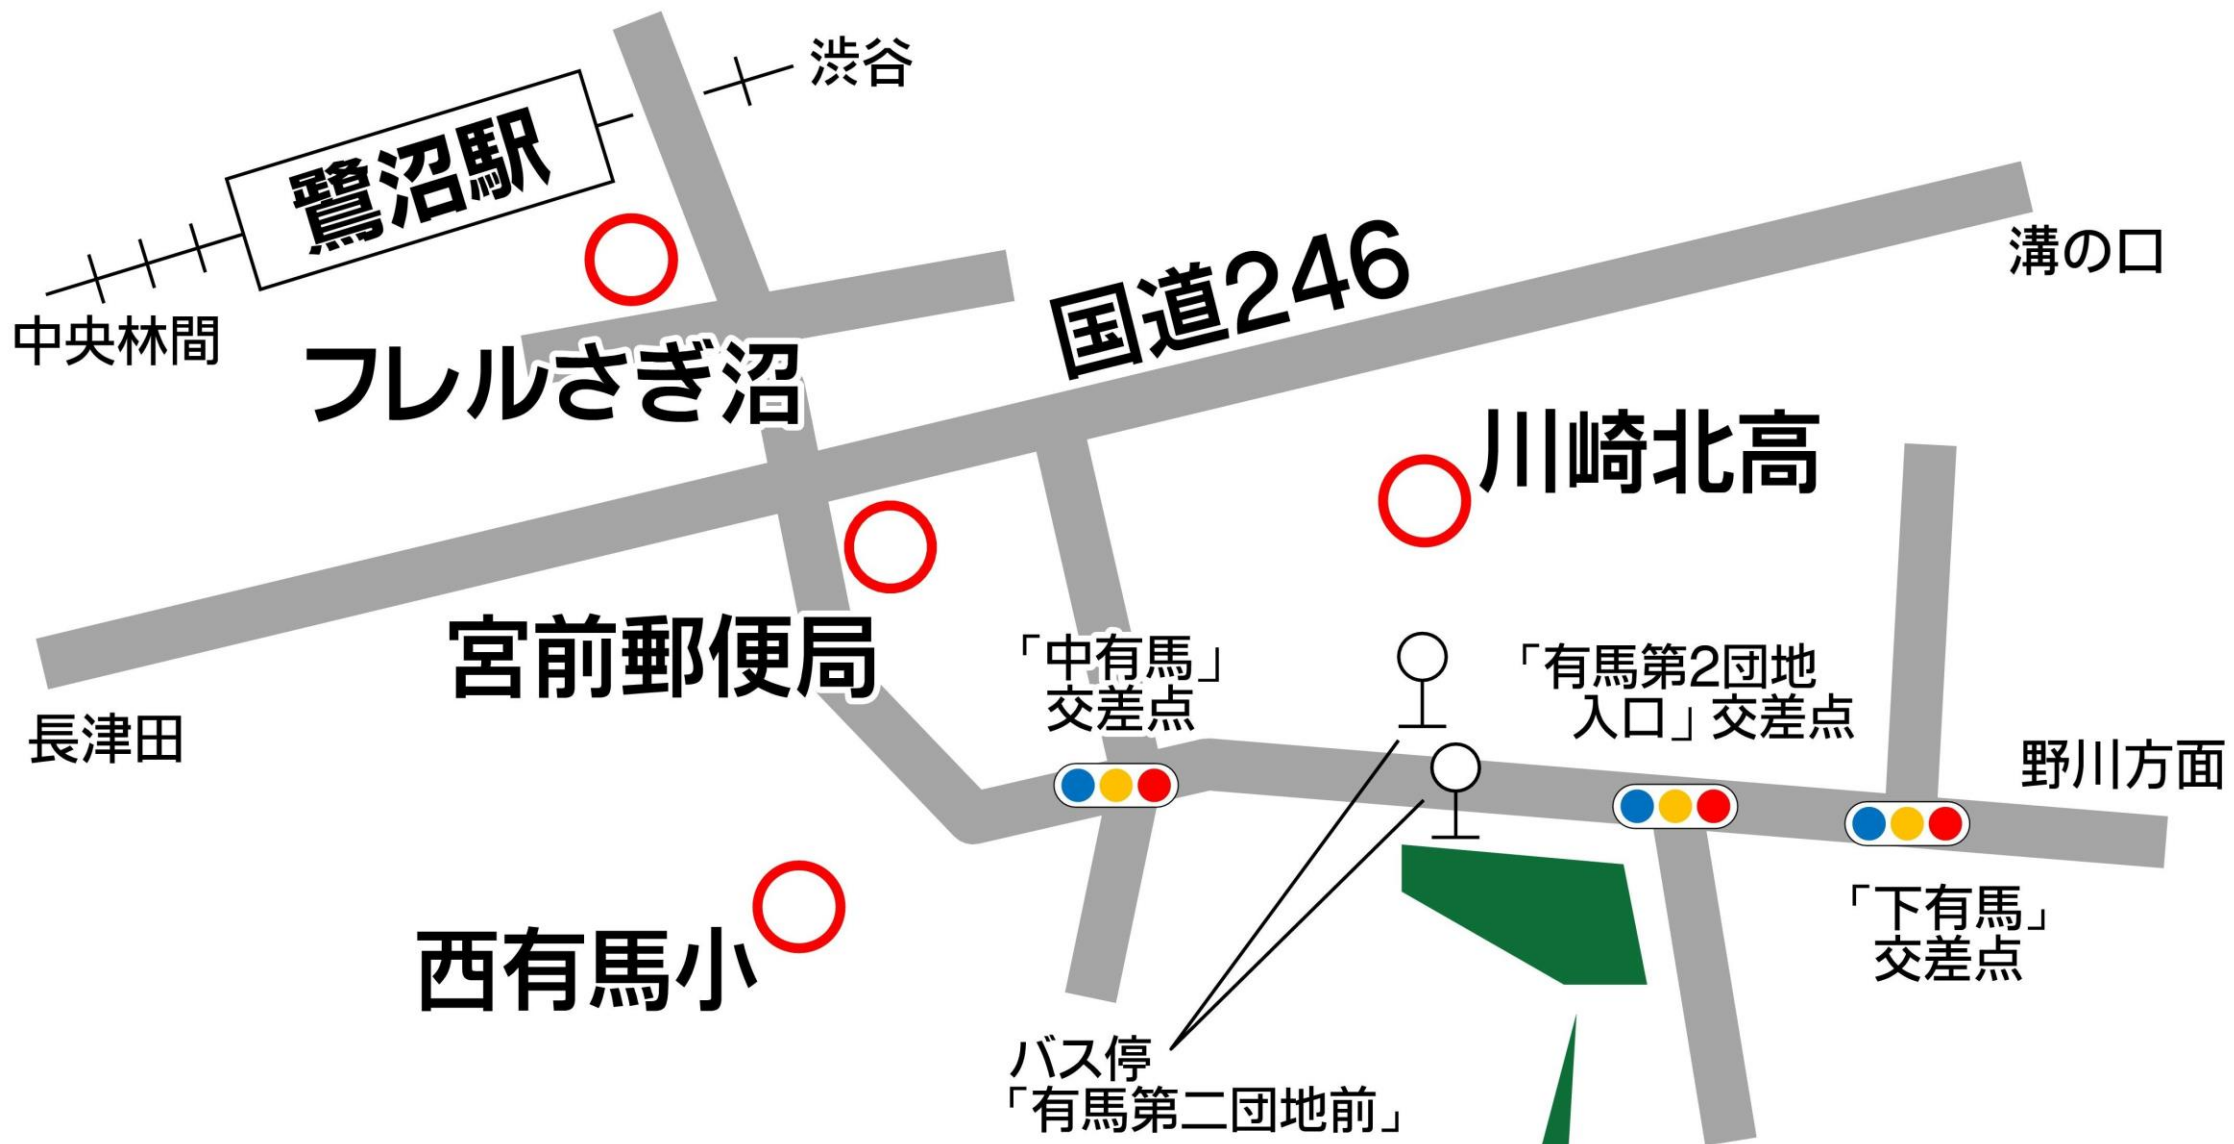 渋谷
鷺沼駅
中央林間
フレルさぎ沼
国道246
溝の口
川崎北高
宮前郵便局
長津田
「中有馬」
交差点
「有馬第2団地
入口」交差点
野川方面
西有馬小
「下有馬」
交差点
バス停
「有馬第二団地前」